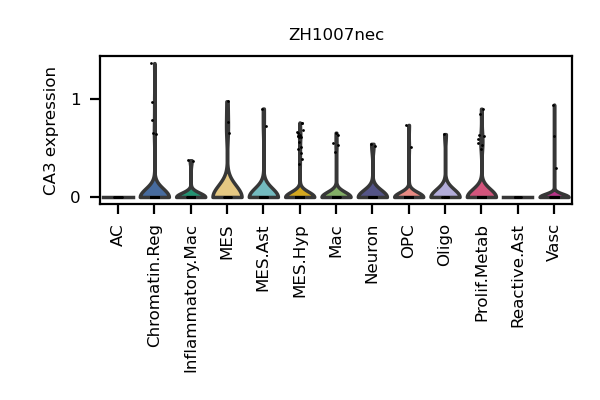 ZH1007nec
CA3 expression
1
0
AC
Chromatin.Reg
Inflammatory.Mac
MES
MES.Ast
MES.Hyp
Mac
Neuron
OPC
Oligo
Prolif.Metab
Reactive.Ast
Vasc